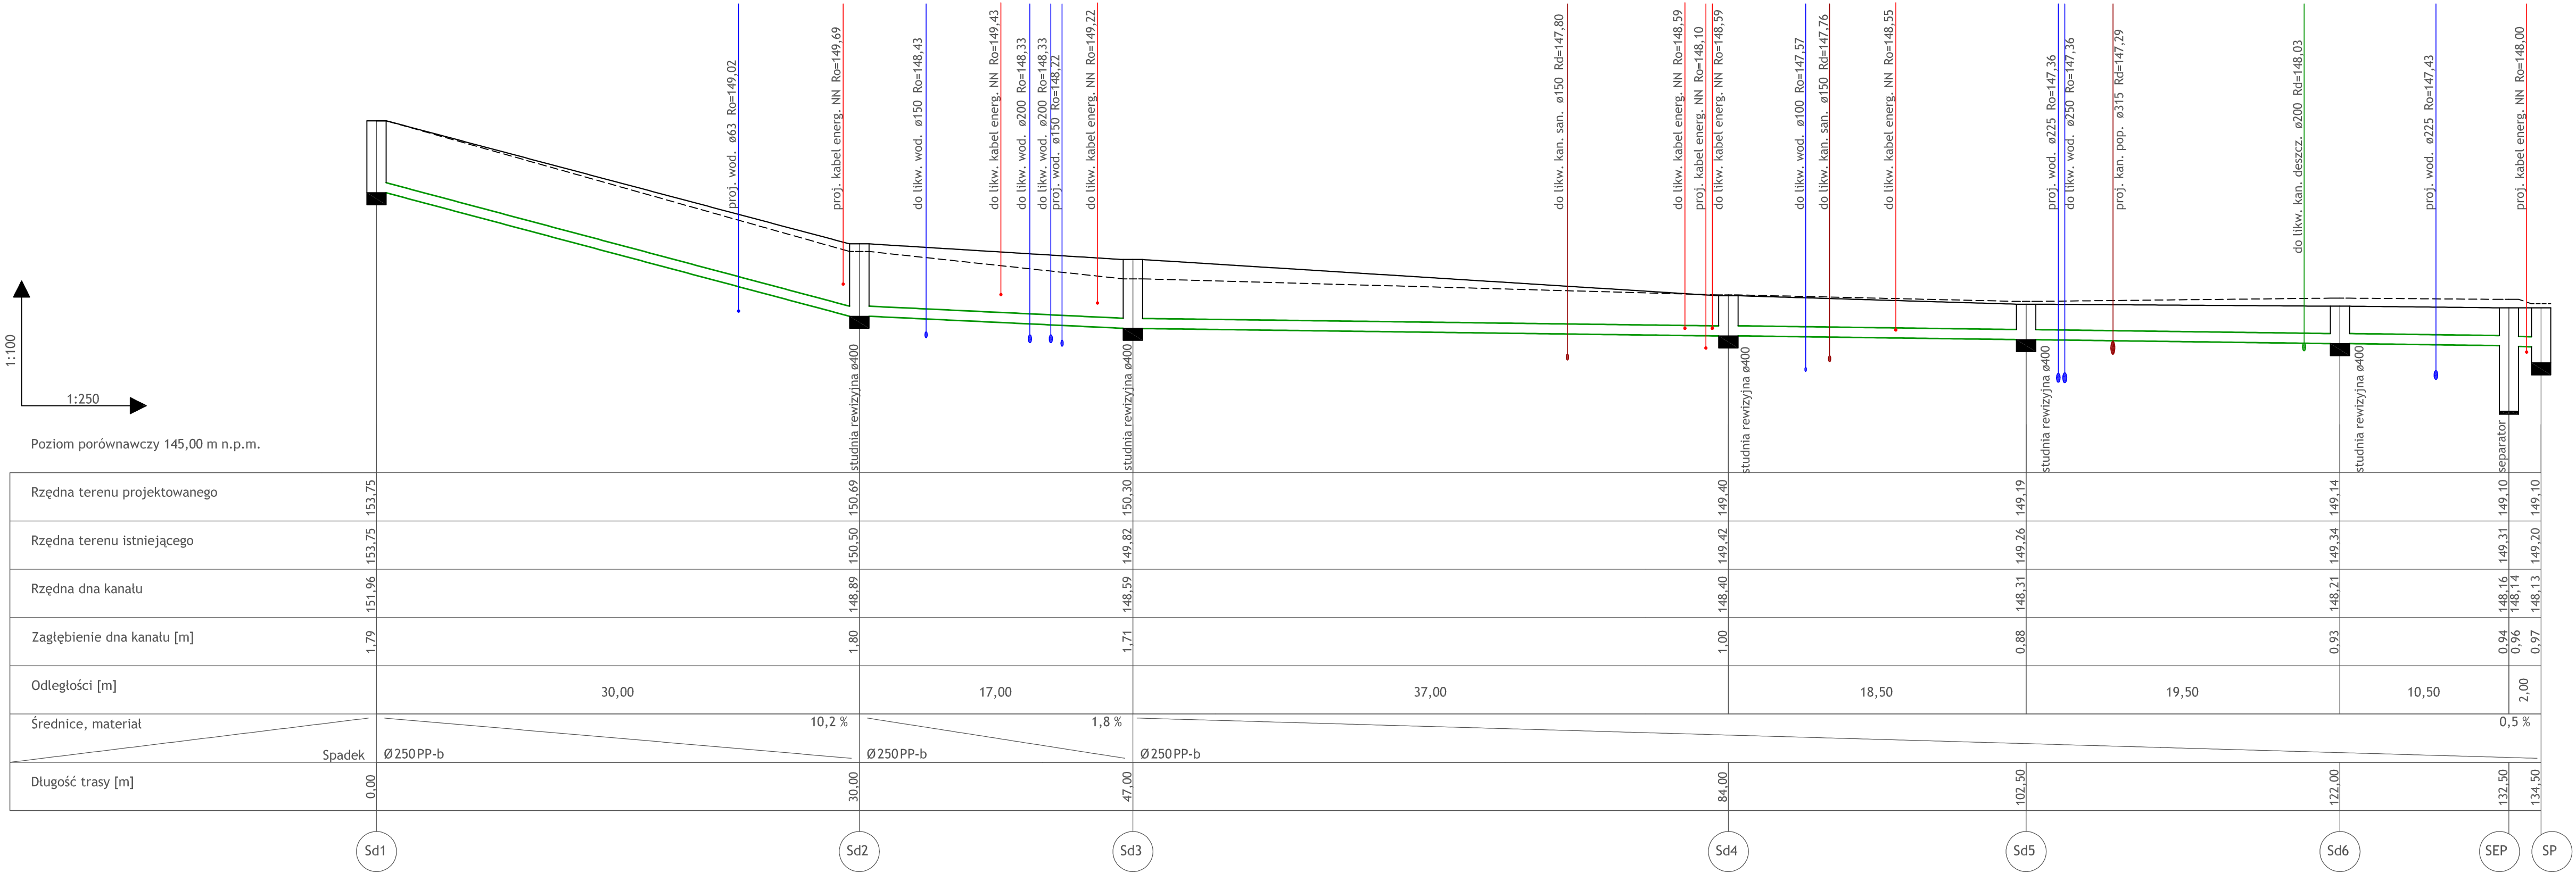 proj. wod. ø63 Ro=149,02
proj. kabel energ. NN Ro=149,69
do likw. wod. ø150 Ro=148,43
do likw. kabel energ. NN Ro=149,43
do likw. wod. ø200 Ro=148,33
do likw. wod. ø200 Ro=148,33
proj. wod. ø150 Ro=148,22
do likw. kabel energ. NN Ro=149,22
do likw. kan. san. ø150 Rd=147,80
do likw. kabel energ. NN Ro=148,59
proj. kabel energ. NN Ro=148,10
do likw. kabel energ. NN Ro=148,59
do likw. wod. ø100 Ro=147,57
do likw. kan. san. ø150 Rd=147,76
do likw. kabel energ. NN Ro=148,55
proj. wod. ø225 Ro=147,36
do likw. wod. ø250 Ro=147,36
proj. kan. pop. ø315 Rd=147,29
do likw. kan. deszcz. ø200 Rd=148,03
proj. wod. ø225 Ro=147,43
proj. kabel energ. NN Ro=148,00
1:100
1:250
studnia rewizyjna ø400
studnia rewizyjna ø400
studnia rewizyjna ø400
studnia rewizyjna ø400
studnia rewizyjna ø400
separator
Poziom porównawczy 145,00 m n.p.m.
Rzędna terenu projektowanego 153,75 150,69 150,30 149,40 149,19 149,14 149,10 149,10
Rzędna terenu istniejącego 153,75 150,50 149,82 149,42 149,26 149,34 149,31 149,20
Rzędna dna kanału 151,96 148,89 148,59 148,40 148,31 148,21 148,16 148,14 148,13
Zagłębienie dna kanału [m] 1,79 1,80 1,71 1,00 0,88 0,93 0,94 0,96 0,97
Odległości [m] 30,00 17,00 37,00 18,50 19,50 10,50 2,00
Średnice, materiał 10,2 % 1,8 % 0,5 %
Spadek Ø250PP-b Ø250PP-b Ø250PP-b
Długość trasy [m] 0,00 30,00 47,00 84,00 102,50 122,00 132,50 134,50
Sd1 Sd2 Sd3 Sd4 Sd5 Sd6 SEP SP